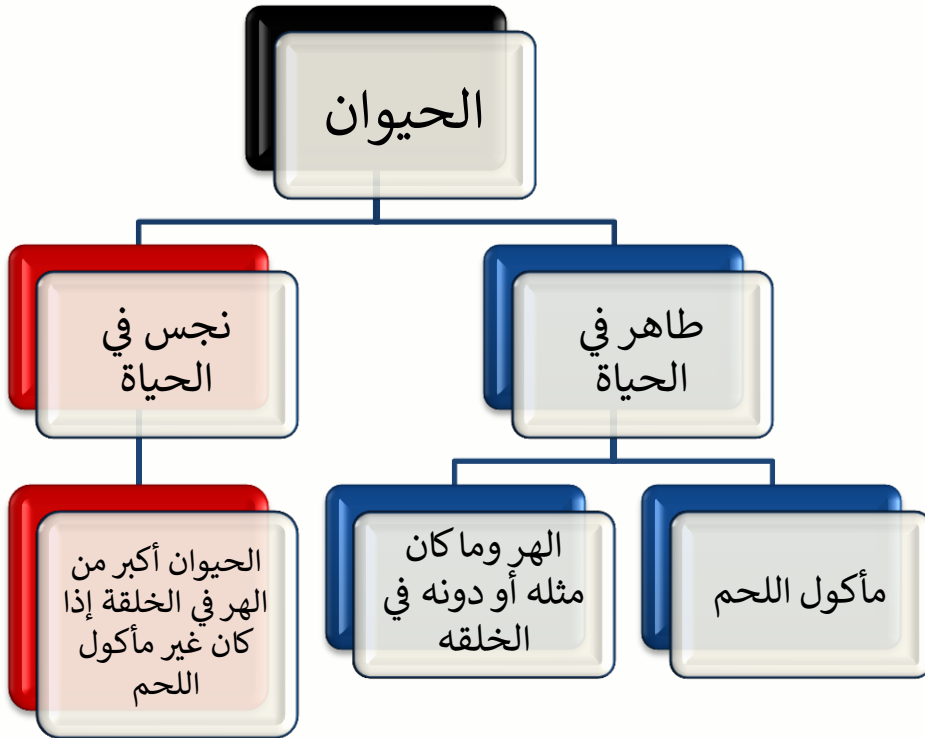 الحيوان
طاهر في
الحياة
نجس في
الحياة
مأكول اللحم
الهر وما كان
مثله أو دونه في
الخلقه
الحيوان أكبر من
الهر في الخلقة إذا
كان غير مأكول
اللحم